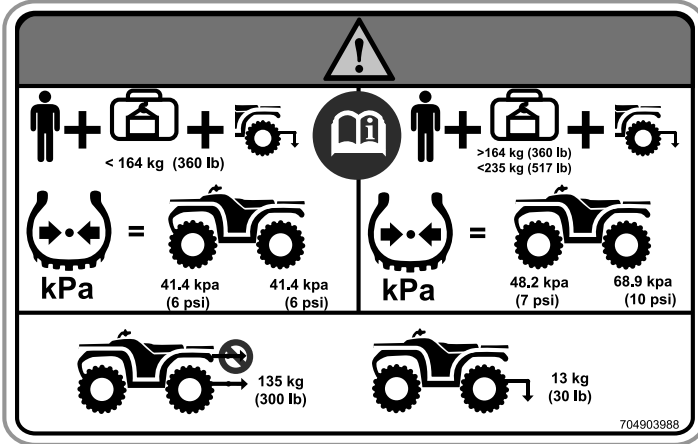 < 164 kg (360 lb)
>164 kg (360 lb)
<235 kg (517 lb)
kPa
=
41.4 kpa
(6 psi)
41.4 kpa
(6 psi)
kPa
=
48.2 kpa
(7 psi)
68.9 kpa
(10 psi)
135 kg
(300 lb)
13 kg
(30 lb)
704903988